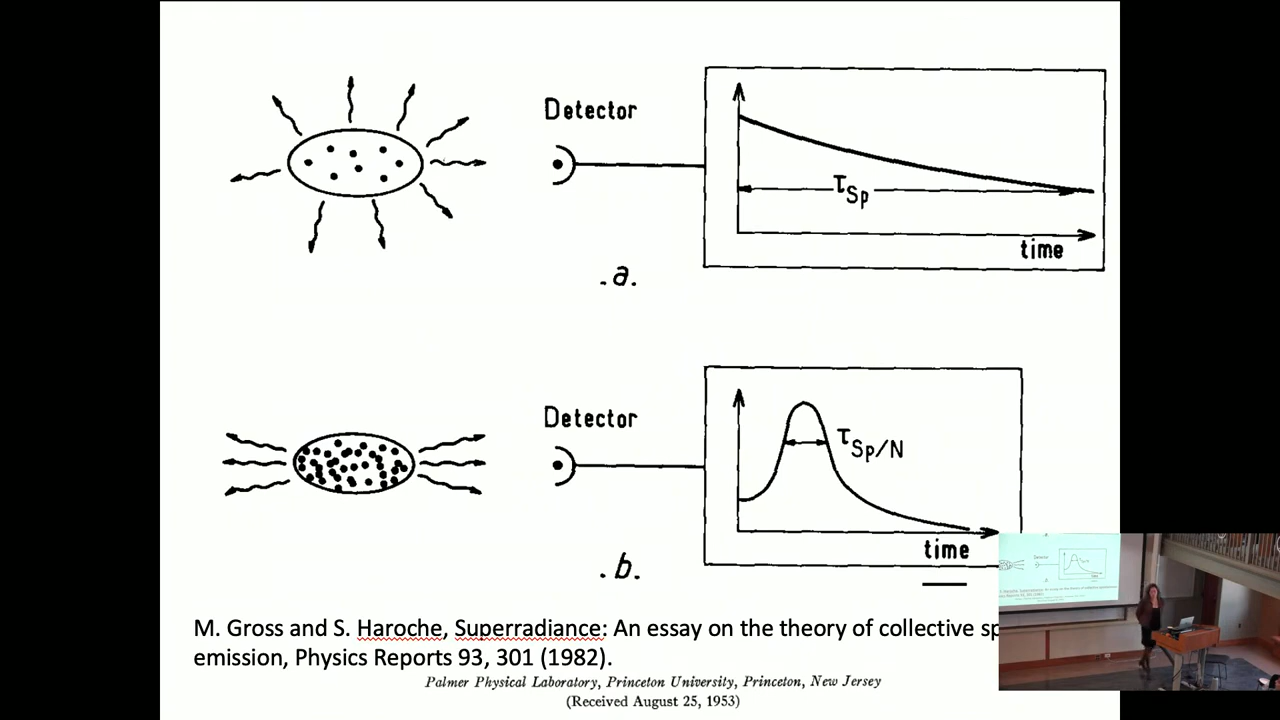 Detector
τSp
time
.a.
Detector
τSp/N
time
.b.
M. Gross and S. Haroche, Superradiance: An essay on the theory of collective sp
emission, Physics Reports 93, 301 (1982).
Palmer Physical Laboratory, Princeton University, Princeton, New Jersey
(Received August 25, 1953)